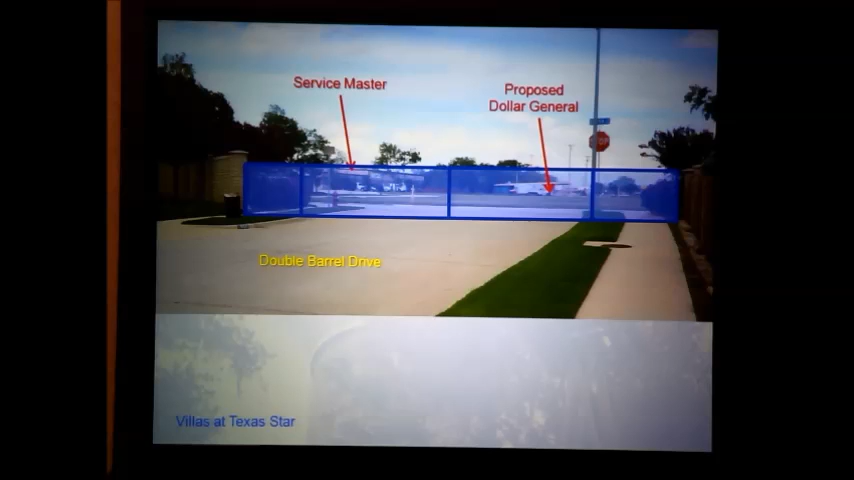 Service Master
Proposed
Dollar General
Double Barrel Drive
Villas at Texas Star